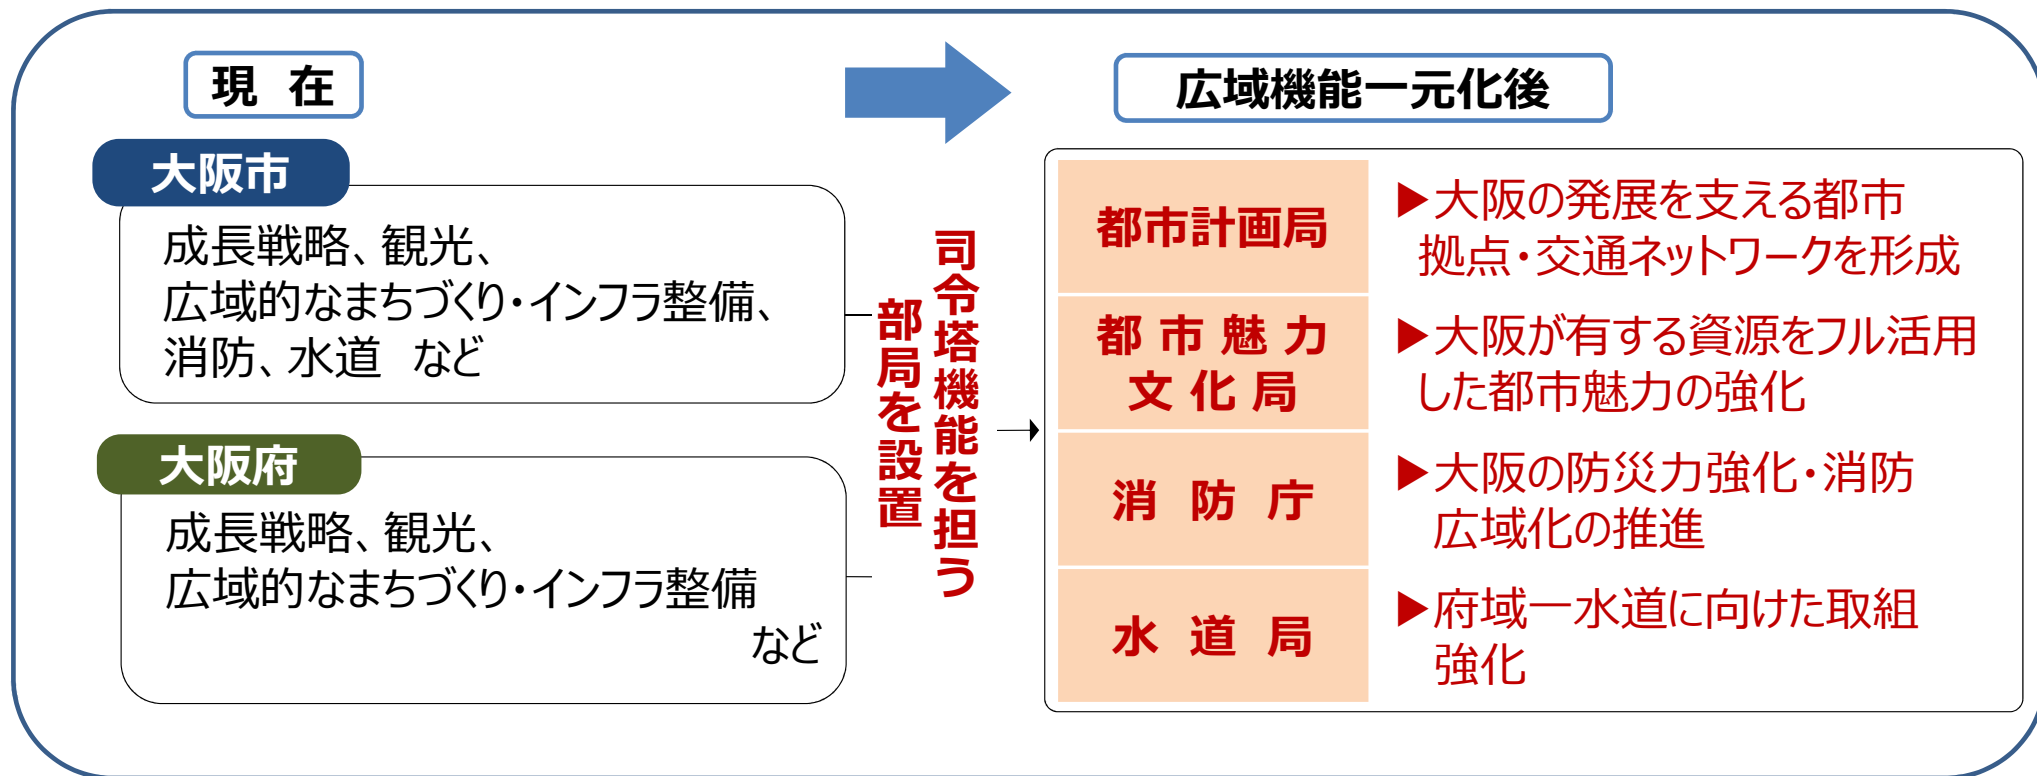 現 在
広域機能一元化後
大阪市
成長戦略、観光、
広域的なまちづくり・インフラ整備、
消防、水道 など
大阪府
成長戦略、観光、
広域的なまちづくり・インフラ整備
など
司令塔機能を担う
部局を設置
都市計画局
▶大阪の発展を支える都市
拠点・交通ネットワークを形成
都市魅力
文化局
▶大阪が有する資源をフル活用
した都市魅力の強化
消防庁
▶大阪の防災力強化・消防
広域化の推進
水道局
▶府域一水道に向けた取組
強化